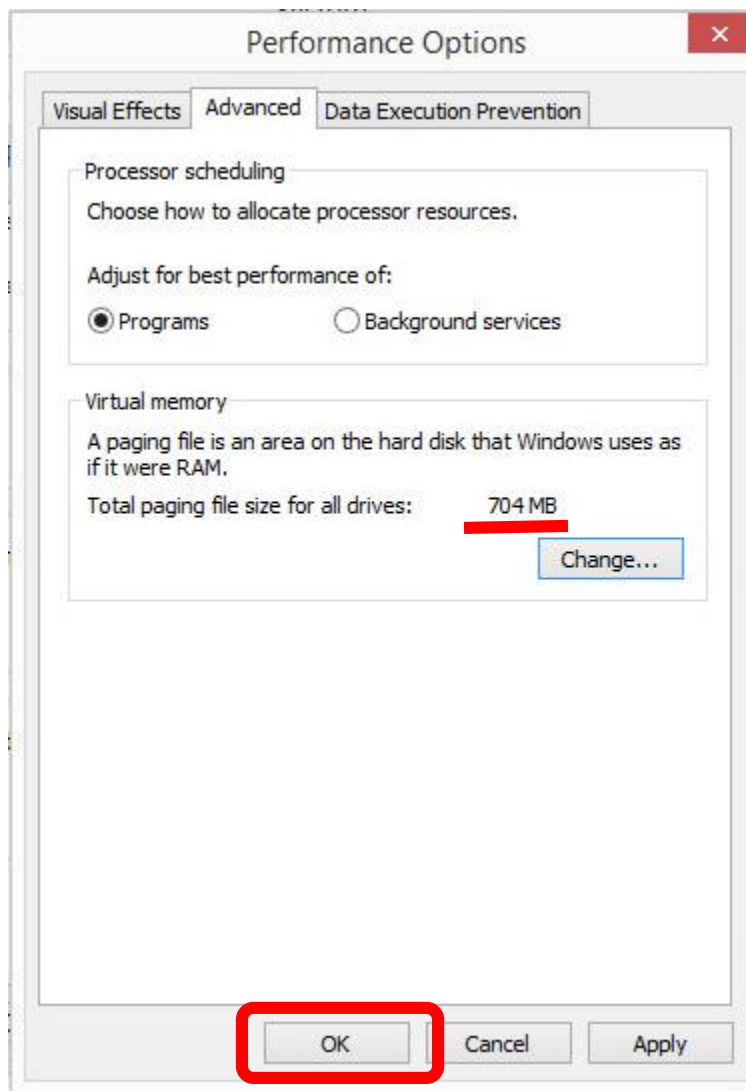 Performance Options
Visual Effects Advanced Data Execution Prevention
Processor scheduling
Choose how to allocate processor resources.
Adjust for best performance of:
Programs Background services
Virtual memory
A paging file is an area on the hard disk that Windows uses as
if it were RAM.
Total paging file size for all drives: 704 MB
Change...
OK Cancel Apply